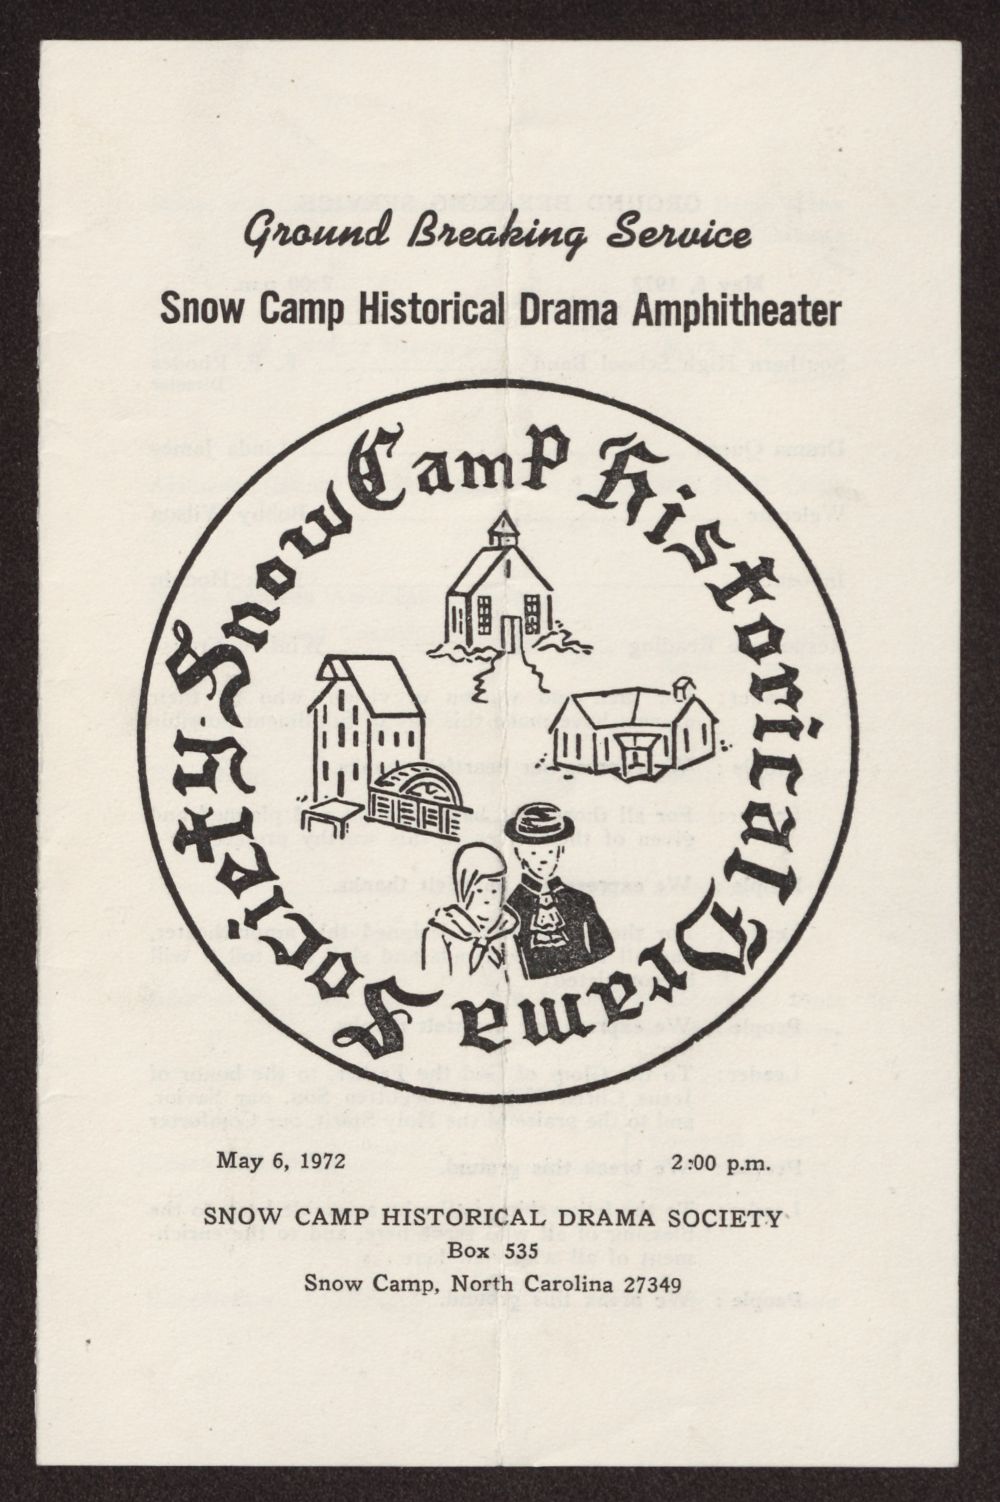 Ground Breaking Service
Snow Camp Historical Drama Amphitheater
Snow Camp Historical Drama Society
May 6, 1972 2:00 p.m.
SNOW CAMP HISTORICAL DRAMA SOCIETY
Box 535
Snow Camp, North Carolina 27349